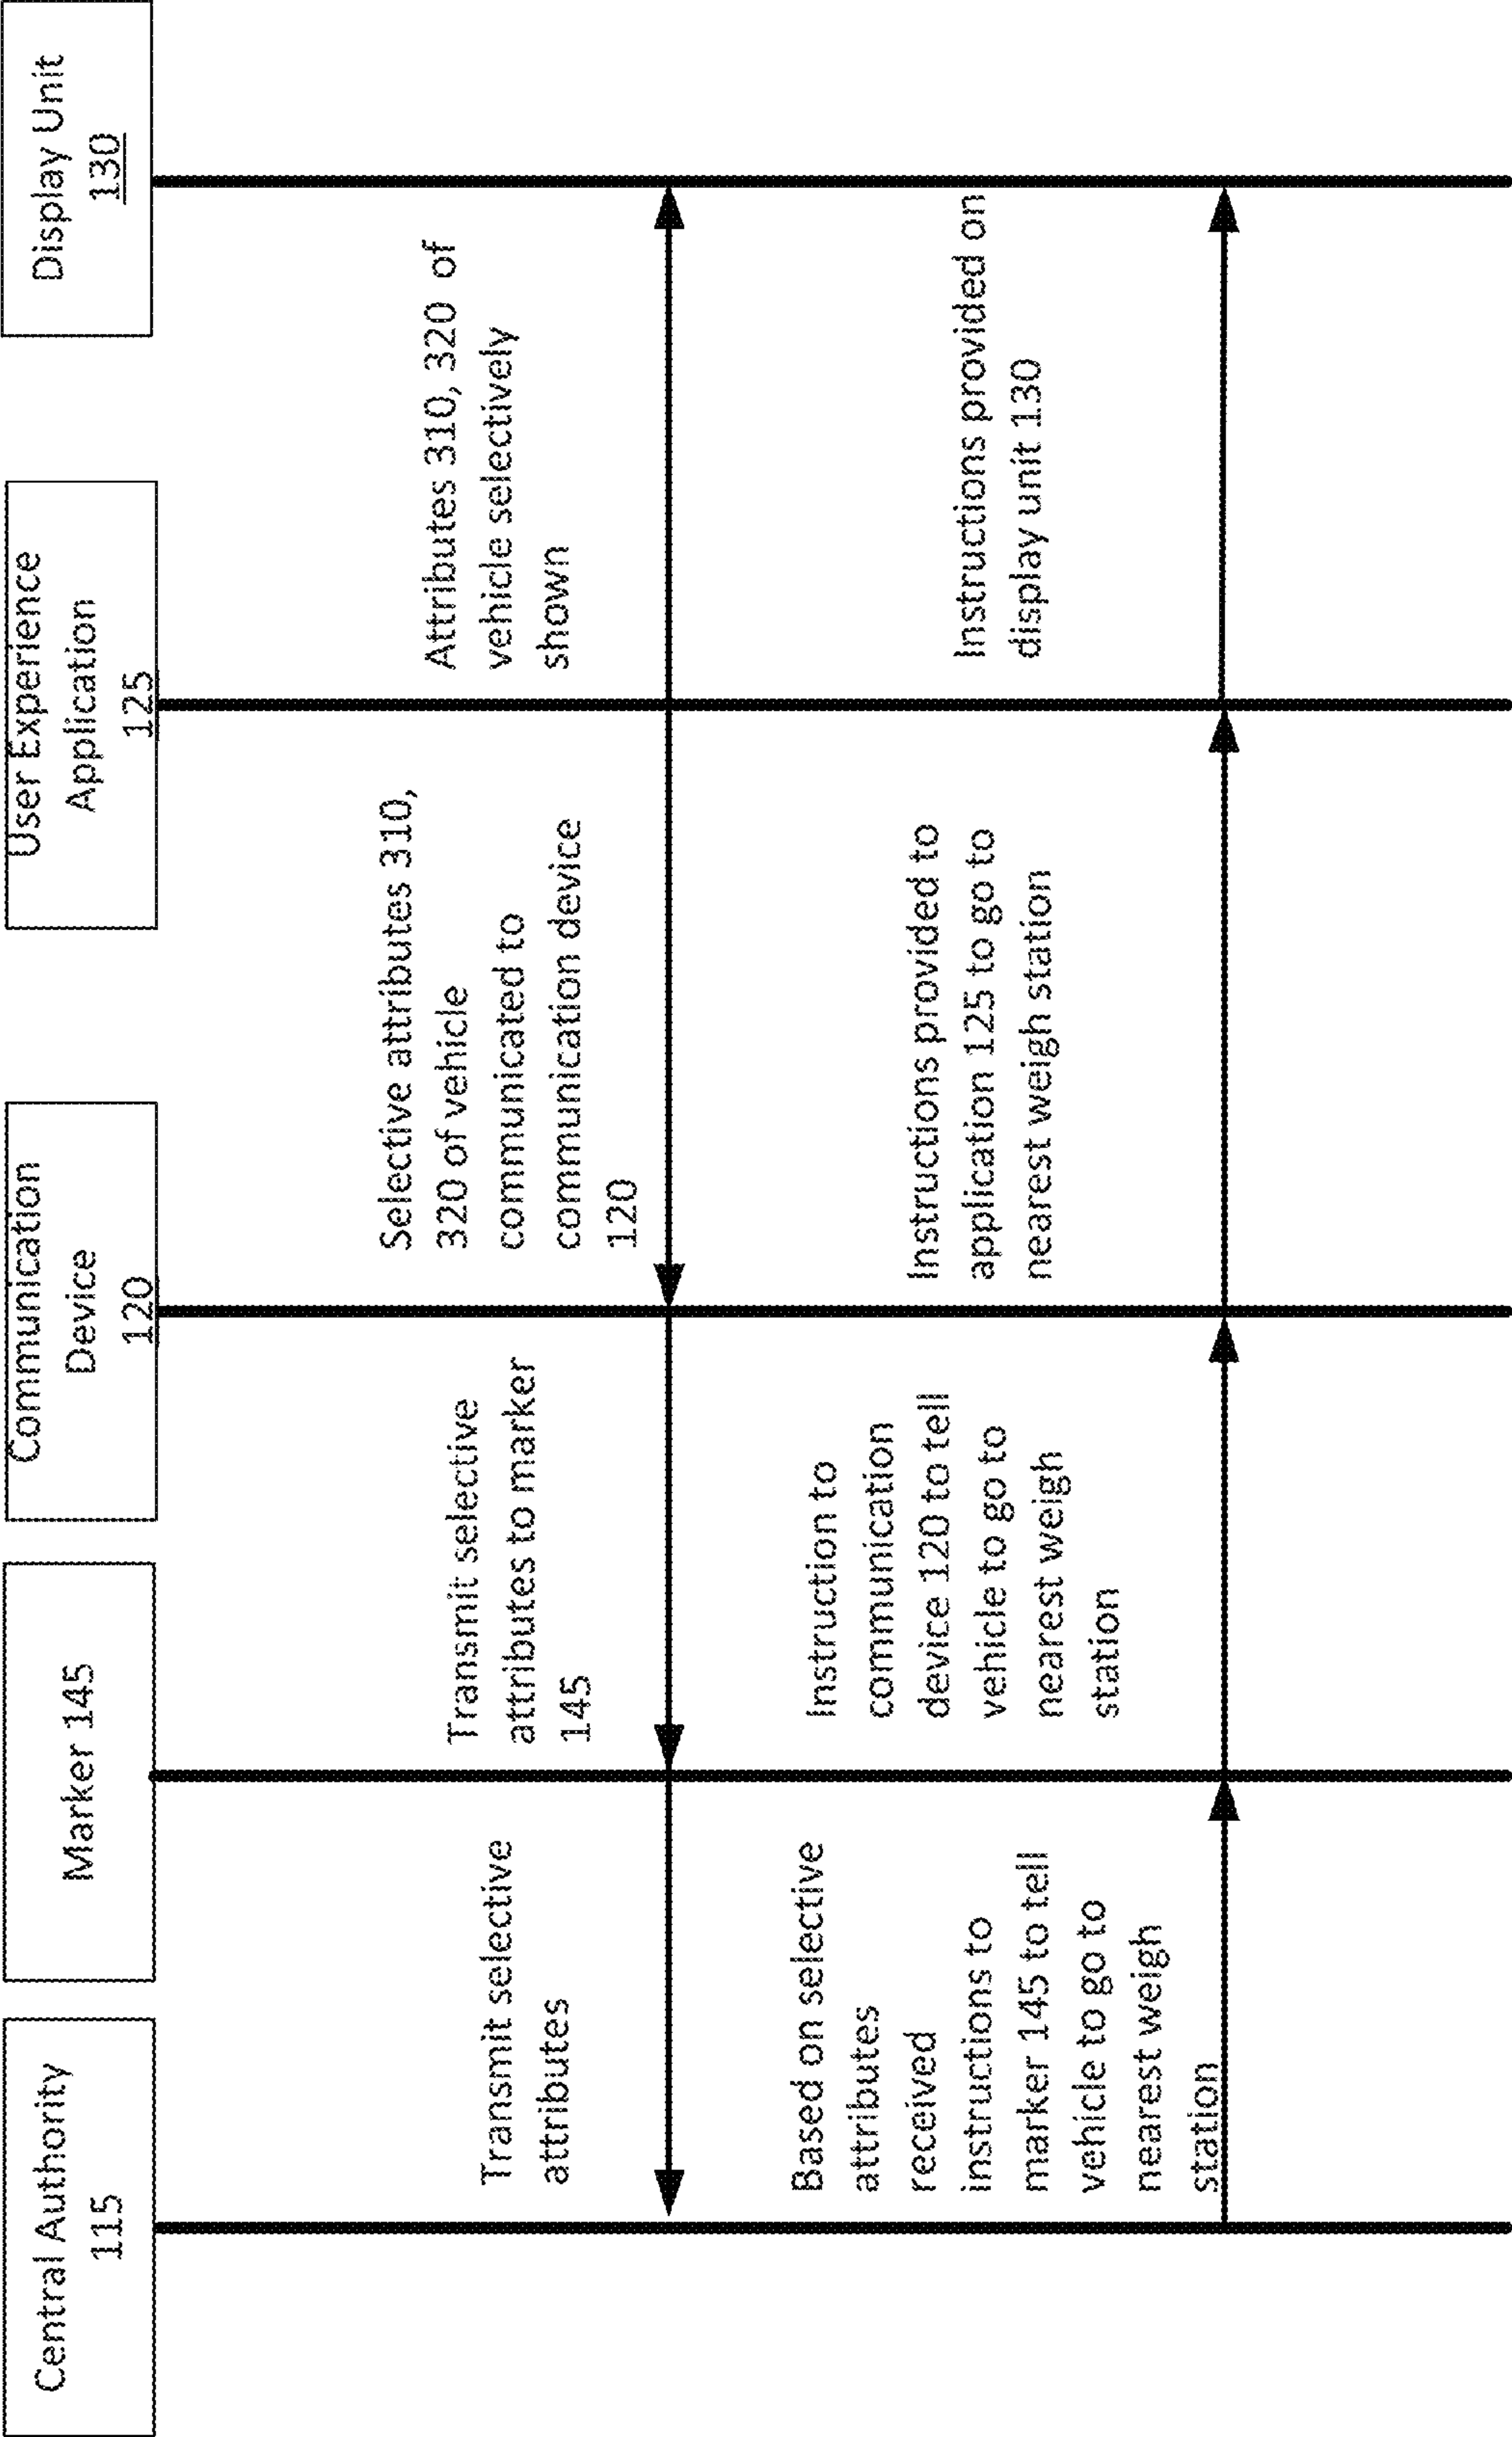 Central Authority
115
Marker 145
Communication
Device
120
User Experience
Application
125
Display Unit
130
Transmit selective
attributes
Transmit selective
attributes to marker
145
Selective attributes 310,
320 of vehicle
communicated to
communication device
120
Attributes 310, 320 of
vehicle selectively
shown
Based on selective
attributes
received
instructions to
marker 145 to tell
vehicle to go to
nearest weigh
station
Instruction to
communication
device 120 to tell
vehicle to go to
nearest weigh
station
Instructions provided to
application 125 to go to
nearest weigh station
Instructions provided on
display unit 130